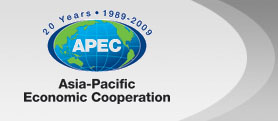 20 Years • 1989-2009
APEC
Asia-Pacific
Economic Cooperation